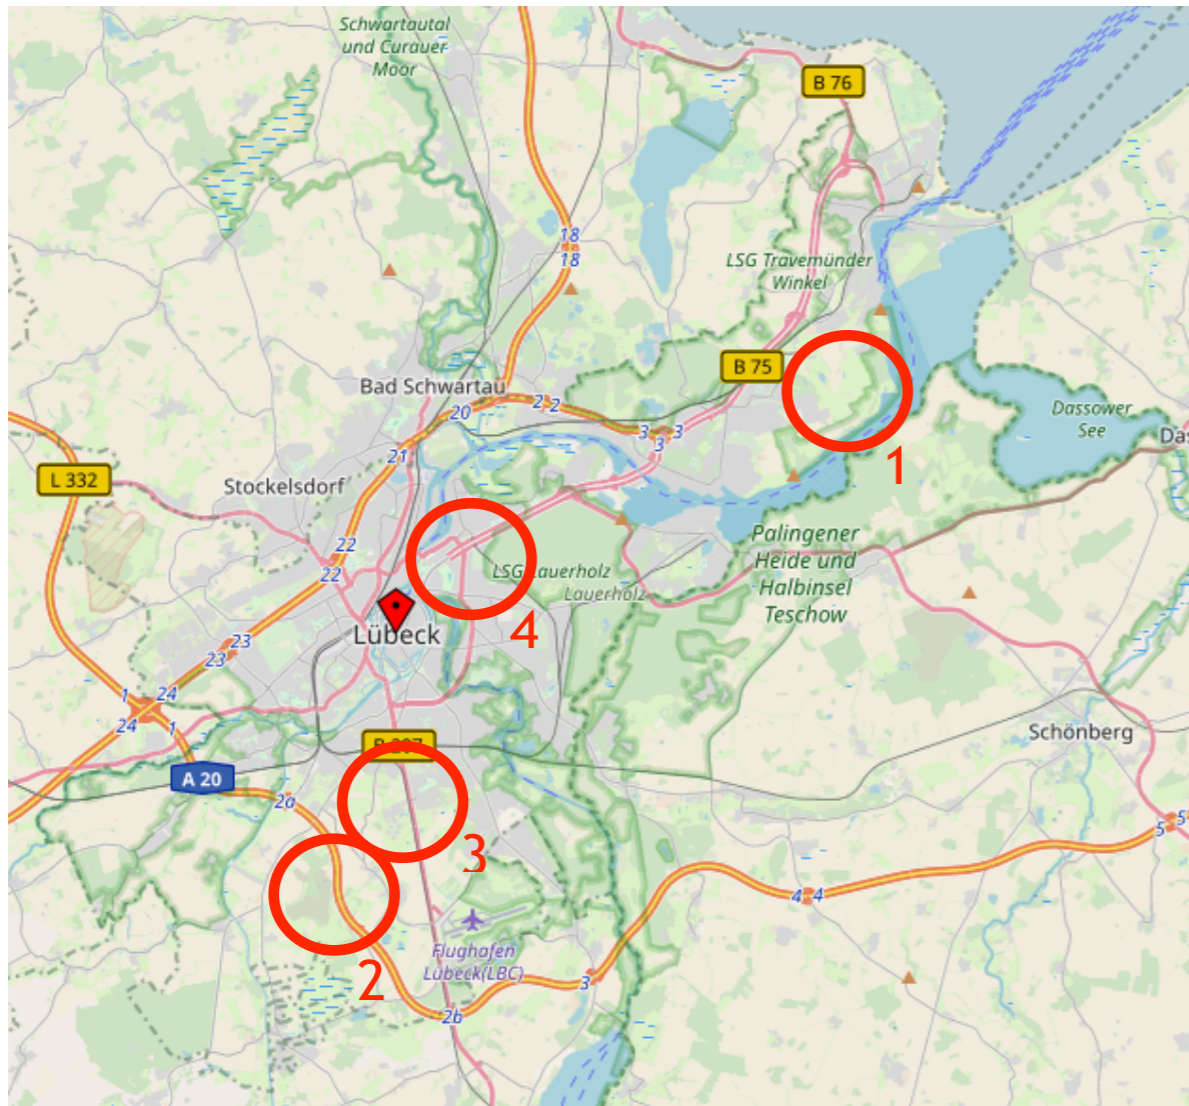 Schwartautal
und Curauer
Moor
B 76
18
18
LSG Travemünder
Winkel
B 75
Bad Schwartau
20
2
2
3
3
3
Dassower
See
1
21
L 332
Stockelsdorf
22
22
Palingener
Heide und
Halbinsel
Teschow
LSG Lauerholz
Lauerholz
4
Lübeck
23
23
1
24
24
1
Schönberg
A 20
2a
3
5
5
4
4
2
Flughafen
Lübeck(LBC)
3
2b